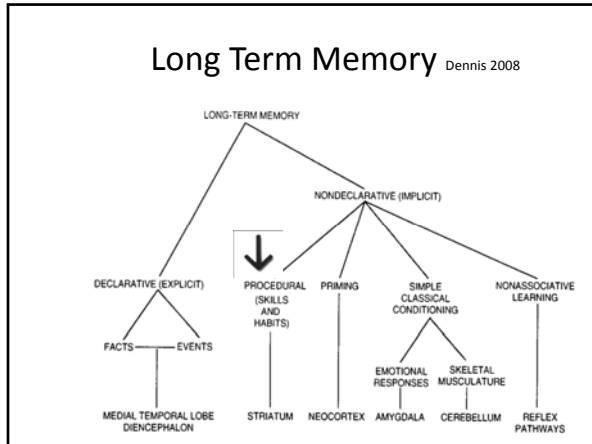 Long Term Memory Dennis 2008
LONG-TERM MEMORY
NONDECLARATIVE (IMPLICIT)
DECLARATIVE (EXPLICIT)
PROCEDURAL
(SKILLS
AND
HABITS)
PRIMING
SIMPLE
CLASSICAL
CONDITIONING
NONASSOCIATIVE
LEARNING
FACTS
EVENTS
EMOTIONAL
RESPONSES
SKELETAL
MUSCULATURE
MEDIAL TEMPORAL LOBE
DIENCEPHALON
STRIATUM
NEOCORTEX
AMYGDALA
CEREBELLUM
REFLEX
PATHWAYS